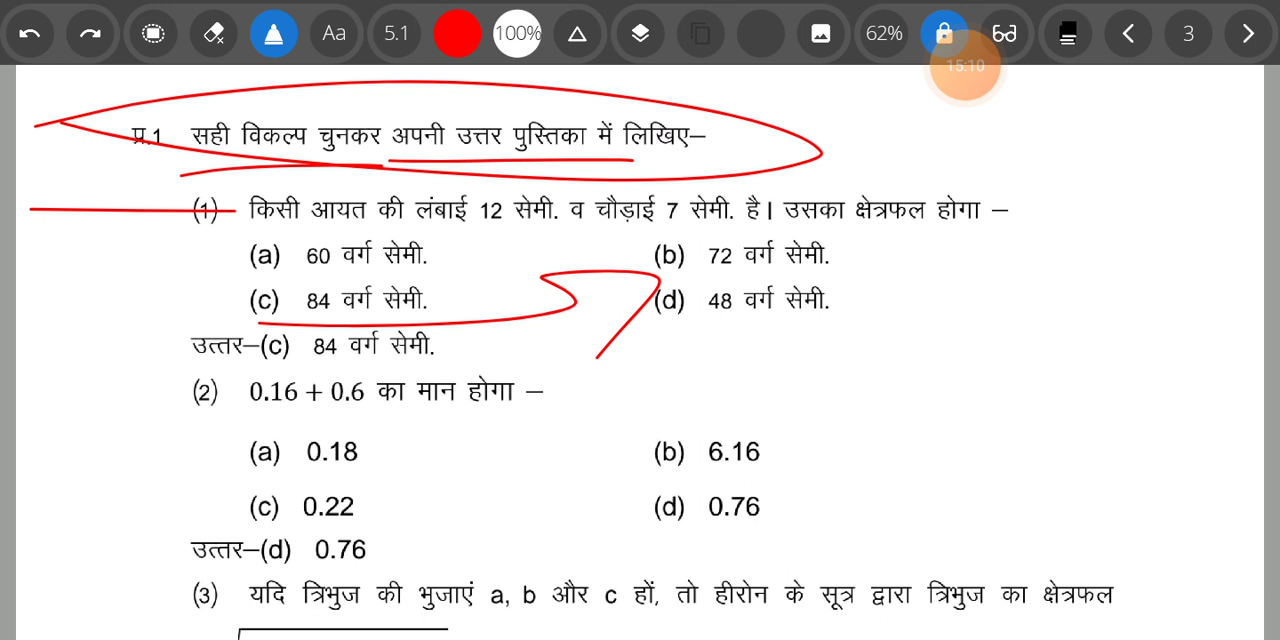 Aa 5.1 100% 62% 3
15:10
प्र.1 सही विकल्प चुनकर अपनी उत्तर पुस्तिका में लिखिए–
(1) किसी आयत की लंबाई 12 सेमी. व चौड़ाई 7 सेमी. है। उसका क्षेत्रफल होगा –
(a) 60 वर्ग सेमी. (b) 72 वर्ग सेमी.
(c) 84 वर्ग सेमी. (d) 48 वर्ग सेमी.
उत्तर–(c) 84 वर्ग सेमी.
(2) 0.16 + 0.6 का मान होगा –
(a) 0.18 (b) 6.16
(c) 0.22 (d) 0.76
उत्तर–(d) 0.76
(3) यदि त्रिभुज की भुजाएं a, b और c हों, तो हीरोन के सूत्र द्वारा त्रिभुज का क्षेत्रफल